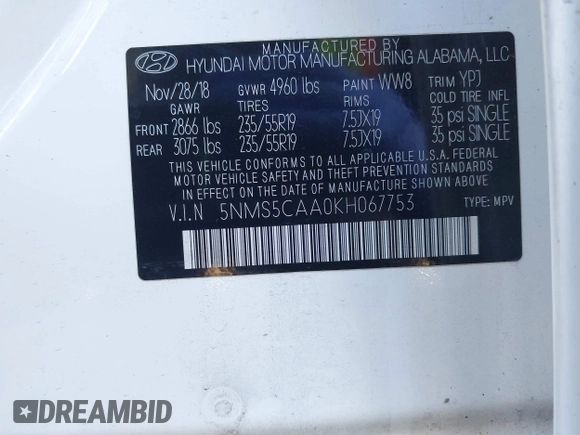 MANUFACTURED BY
HYUNDAI MOTOR MANUFACTURING ALABAMA, LLC
Nov/28/18 GVWR 4960 lbs PAINT WW8 TRIM YPJ
GAWR TIRES RIMS COLD TIRE INFL
FRONT 2866 lbs 235/55R19 7.5JX19 35 psi SINGLE
REAR 3075 lbs 235/55R19 7.5JX19 35 psi SINGLE
THIS VEHICLE CONFORMS TO ALL APPLICABLE U.S.A. FEDERAL
MOTOR VEHICLE SAFETY AND THEFT PREVENTION STANDARDS
IN EFFECT ON THE DATE OF MANUFACTURE SHOWN ABOVE
V.I.N 5NMS5CAA0KH067753 TYPE: MPV
DREAMBID